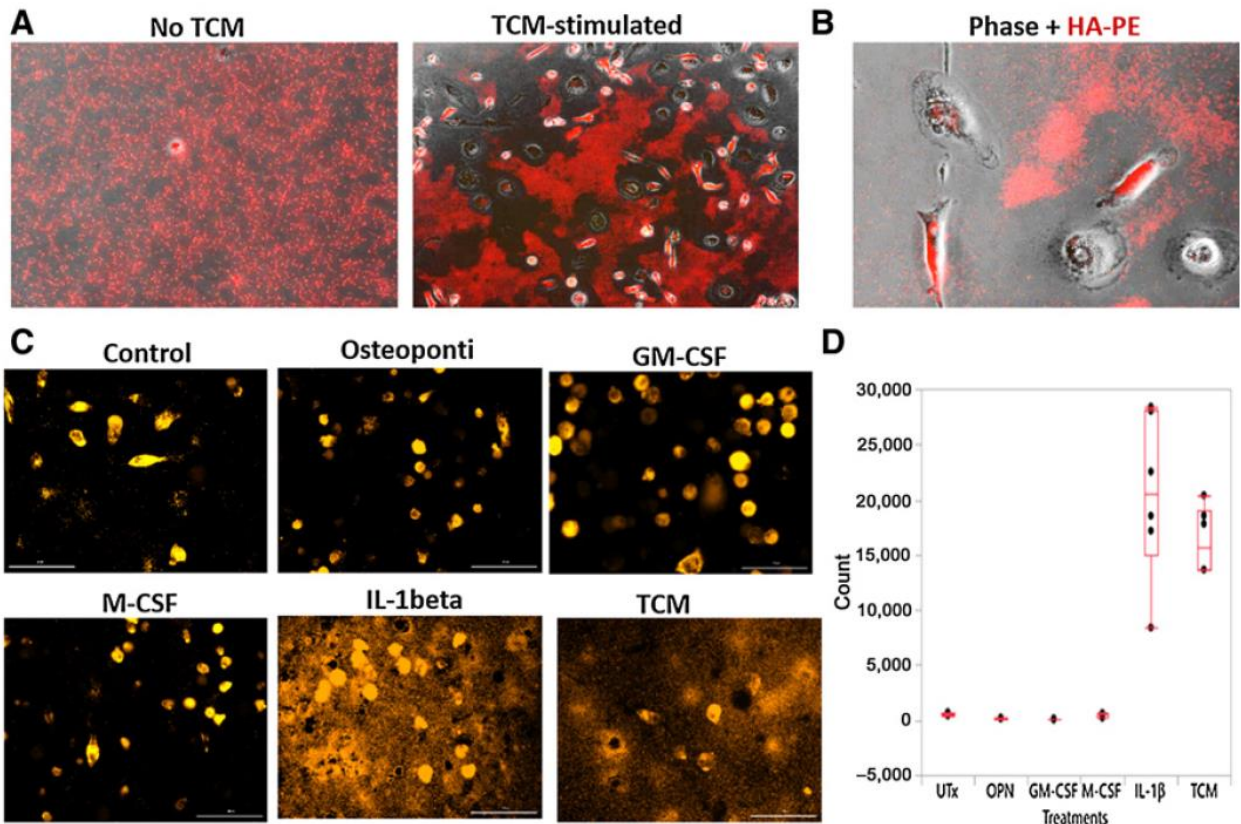 A
No TCM
TCM-stimulated
B
Phase + HA-PE
C
Control
Osteoponti
GM-CSF
M-CSF
IL-1beta
TCM
D
30,000
25,000
20,000
15,000
10,000
5,000
0
−5,000
Count
UTx OPN GM-CSF M-CSF IL-1β TCM
Treatments